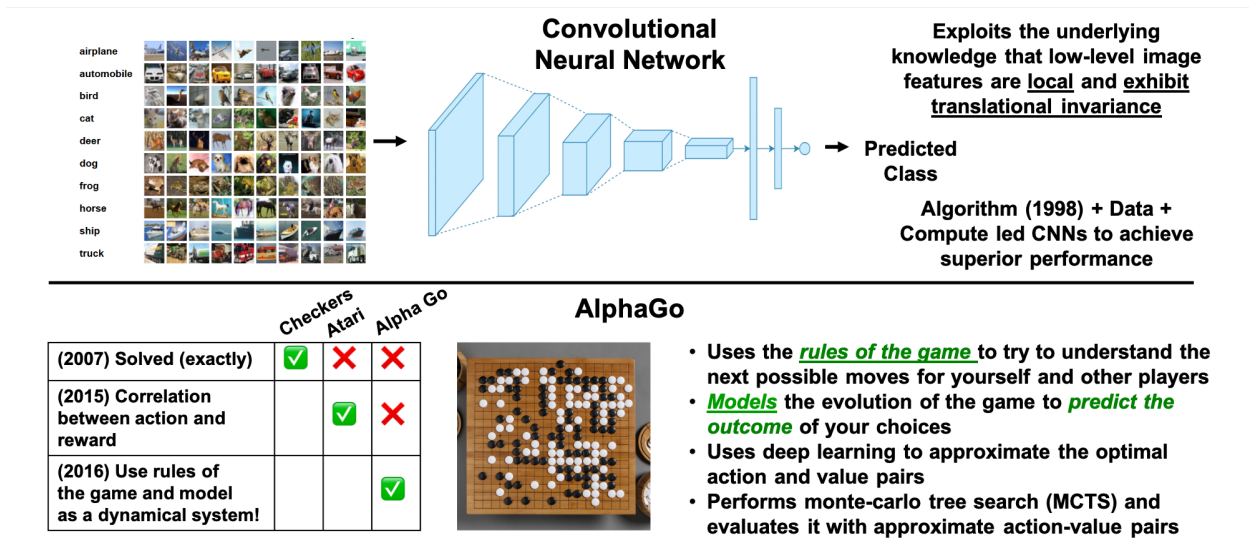 Convolutional
Neural Network
airplane
automobile
bird
cat
deer
dog
frog
horse
ship
truck
Predicted
Class
Exploits the underlying
knowledge that low-level image
features are local and exhibit
translational invariance
Algorithm (1998) + Data +
Compute led CNNs to achieve
superior performance
AlphaGo
Checkers
Atari
Alpha Go
(2007) Solved (exactly)
(2015) Correlation
between action and
reward
(2016) Use rules of
the game and model
as a dynamical system!
• Uses the rules of the game to try to understand the
next possible moves for yourself and other players
• Models the evolution of the game to predict the
outcome of your choices
• Uses deep learning to approximate the optimal
action and value pairs
• Performs monte-carlo tree search (MCTS) and
evaluates it with approximate action-value pairs